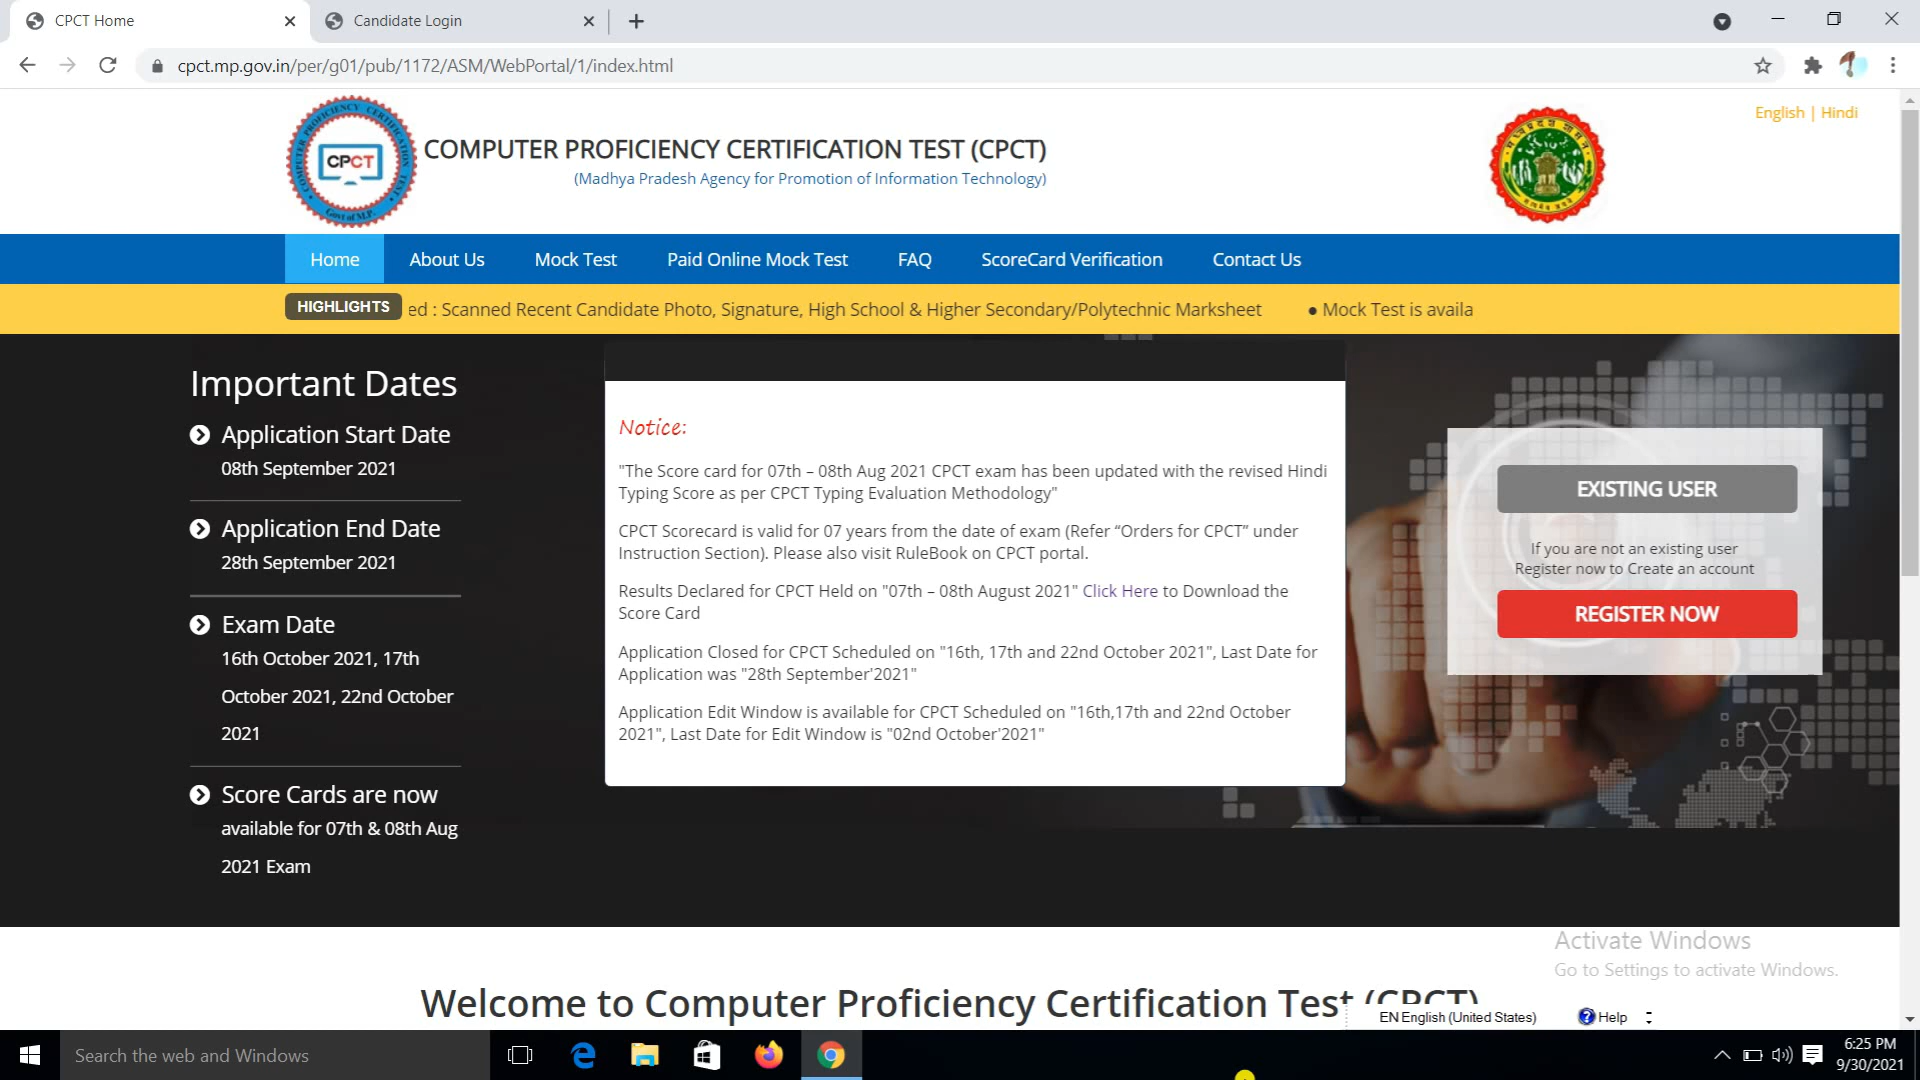 CPCT Home
Candidate Login
cpct.mp.gov.in/per/g01/pub/1172/ASM/WebPortal/1/index.html
English | Hindi
COMPUTER PROFICIENCY CERTIFICATION TEST
CPCT
Govt of M.P.
COMPUTER PROFICIENCY CERTIFICATION TEST (CPCT)
(Madhya Pradesh Agency for Promotion of Information Technology)
Home About Us Mock Test Paid Online Mock Test FAQ ScoreCard Verification Contact Us
HIGHLIGHTS ed : Scanned Recent Candidate Photo, Signature, High School & Higher Secondary/Polytechnic Marksheet ● Mock Test is availa
Important Dates
Application Start Date
08th September 2021
Application End Date
28th September 2021
Exam Date
16th October 2021, 17th
October 2021, 22nd October
2021
Score Cards are now
available for 07th & 08th Aug
2021 Exam
Notice:
"The Score card for 07th – 08th Aug 2021 CPCT exam has been updated with the revised Hindi
Typing Score as per CPCT Typing Evaluation Methodology"
CPCT Scorecard is valid for 07 years from the date of exam (Refer “Orders for CPCT” under
Instruction Section). Please also visit RuleBook on CPCT portal.
Results Declared for CPCT Held on "07th – 08th August 2021" Click Here to Download the
Score Card
Application Closed for CPCT Scheduled on "16th, 17th and 22nd October 2021", Last Date for
Application was "28th September'2021"
Application Edit Window is available for CPCT Scheduled on "16th,17th and 22nd October
2021", Last Date for Edit Window is "02nd October'2021"
EXISTING USER
If you are not an existing user
Register now to Create an account
REGISTER NOW
Activate Windows
Go to Settings to activate Windows.
Welcome to Computer Proficiency Certification Test (CPCT)
EN English (United States) Help
Search the web and Windows
6:25 PM
9/30/2021